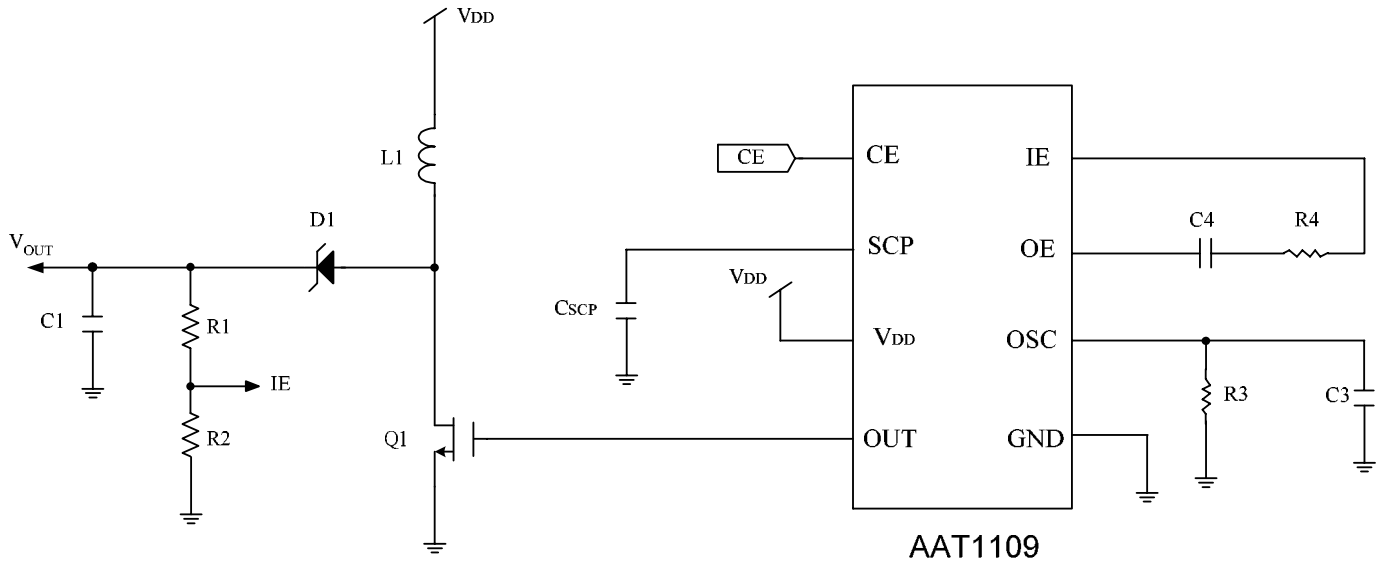 VDD
L1
D1
VOUT
C1
R1
IE
R2
Q1
CE
CE
IE
SCP
OE
C4
R4
VDD
CSCP
VDD
OSC
R3
C3
OUT
GND
AAT1109